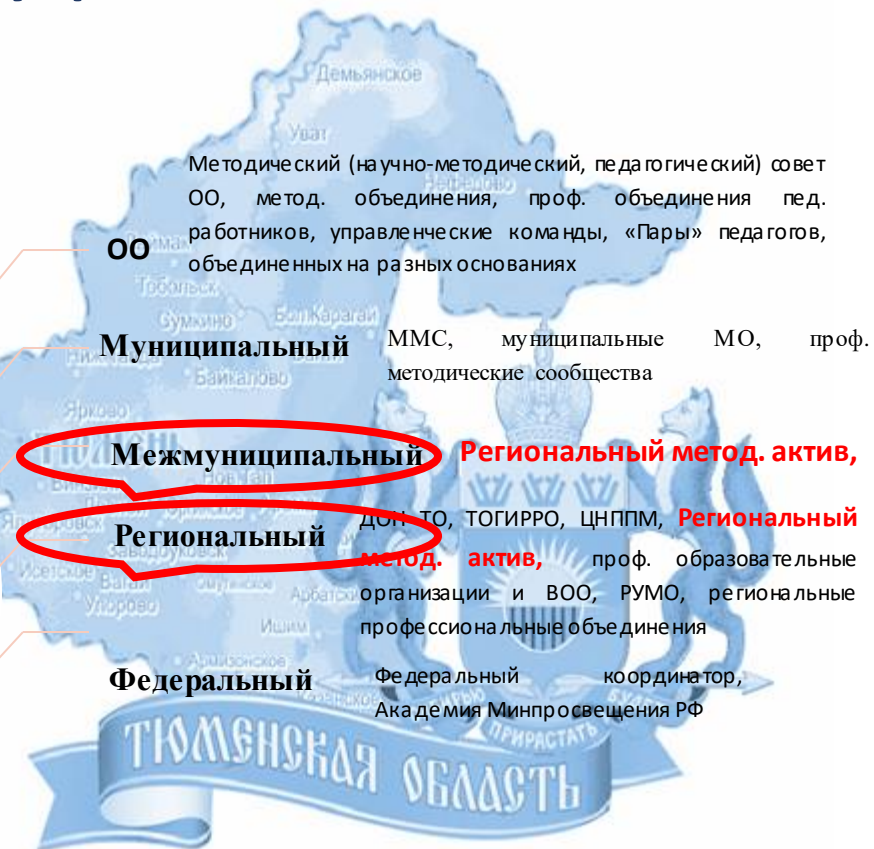 Демьянское
Уват
Методический (научно-методический, педагогический) совет
ОО, метод. объединения, проф. объединения пед.
ОО работников, управленческие команды, «Пары» педагогов,
объединенных на разных основаниях
Тобольск
Сумкино
Бол.Карагай
Муниципальный
ММС, муниципальные МО, проф.
методические сообщества
Байкалово
Ярково
Межмуниципальный Региональный метод. актив,
Региональный
ДОН ТО, ТОГИРРО, ЦНППМ, Региональный
метод. актив, проф. образовательные
организации и ВОО, РУМО, региональные
профессиональные объединения
Заводоуковск
Исетское
Вагай
Омутинское
Упорово
Ишим
Армизонское
Федеральный
Федеральный координатор,
Академия Минпросвещения РФ
ПРИРАСТАТЬ
ТЮМЕНСКАЯ ОБЛАСТЬ